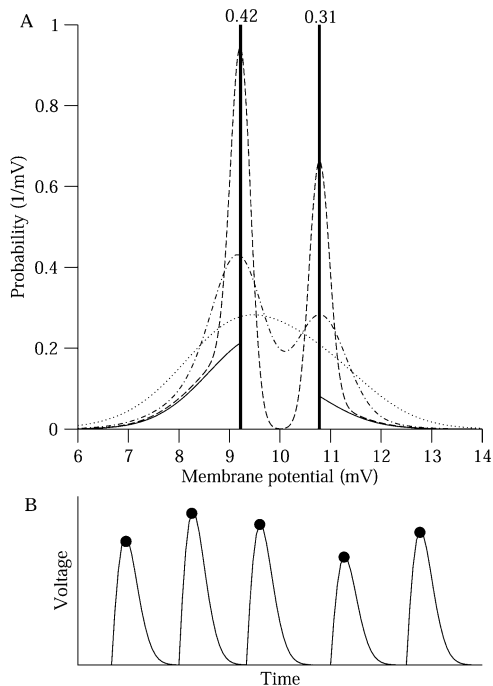 A
0.42 0.31
1
0.8
0.6
0.4
0.2
0
Probability (1/mV)
6 7 8 9 10 11 12 13 14
Membrane potential (mV)
B
Voltage
Time